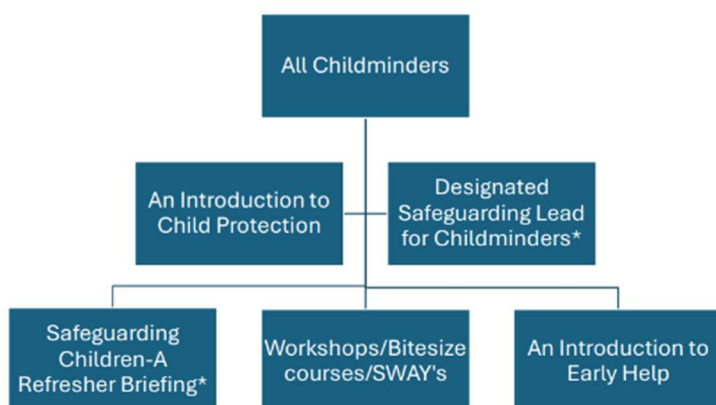 All Childminders
An Introduction to
Child Protection
Designated
Safeguarding Lead
for Childminders*
Safeguarding
Children-A
Refresher Briefing*
Workshops/Bitesize
courses/SWAY's
An Introduction to
Early Help